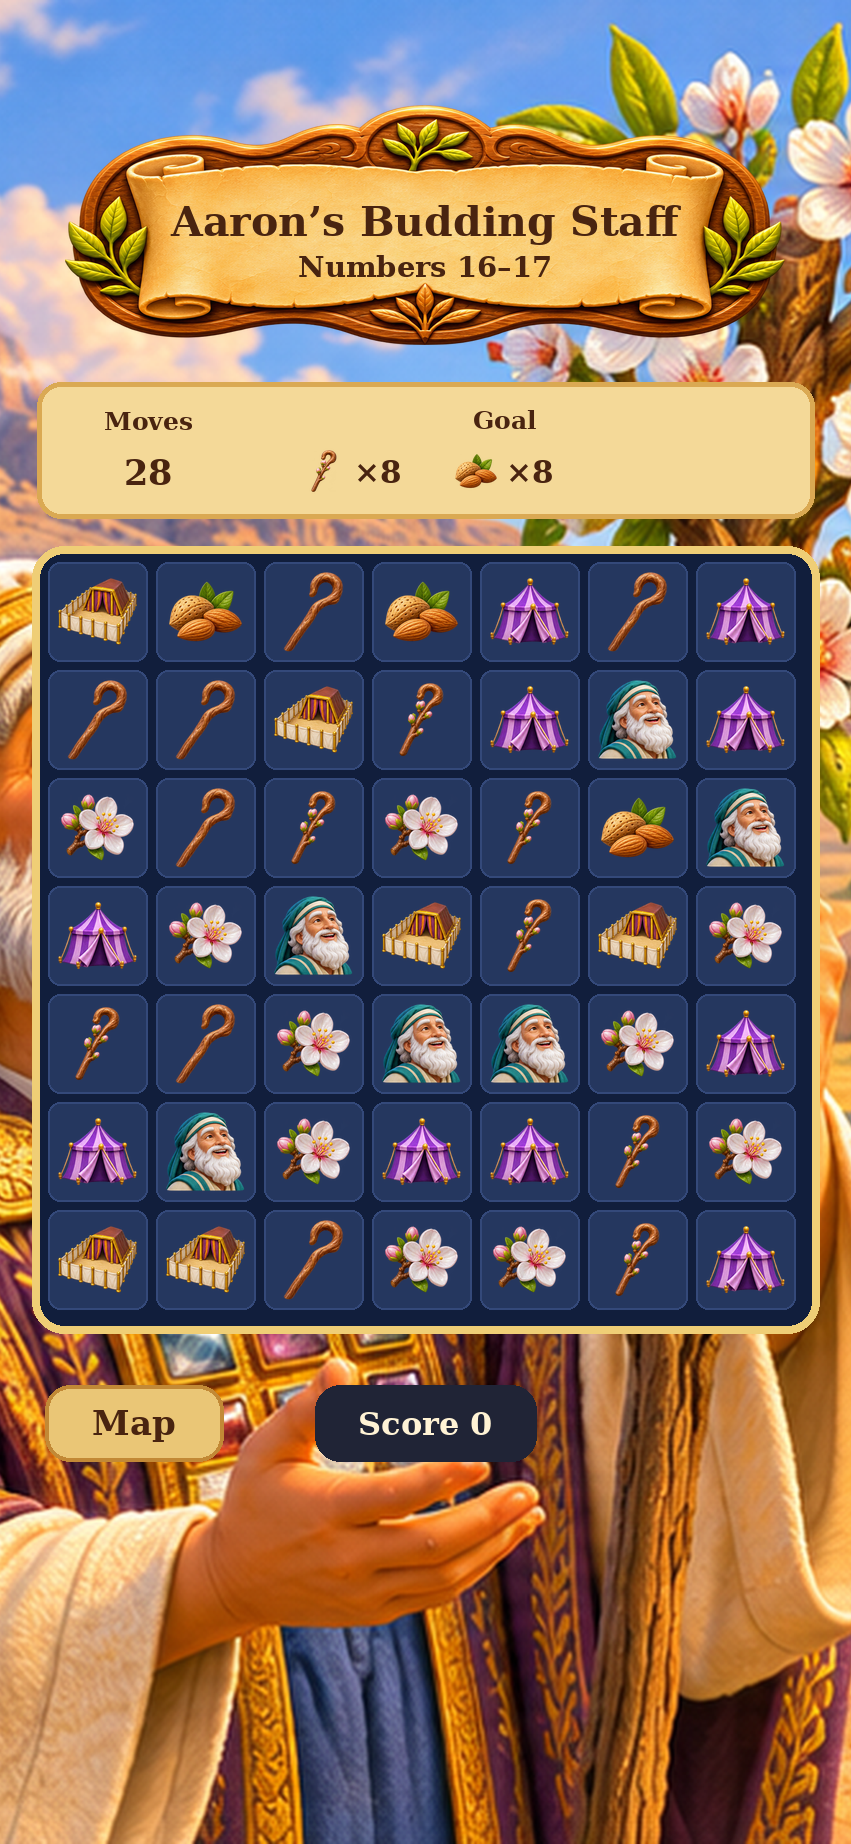 Aaron’s Budding Staff
Numbers 16–17
Moves
Goal
28
×8
×8
Map
Score 0